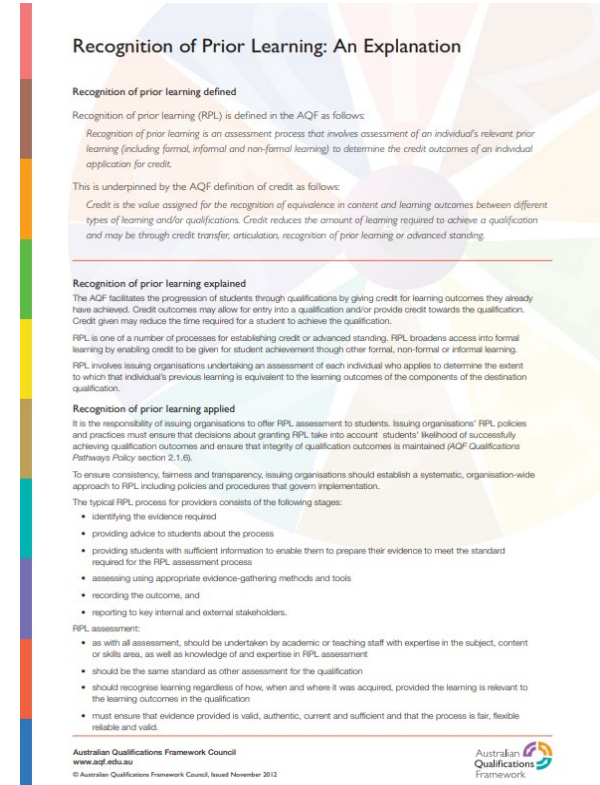 Recognition of Prior Learning: An Explanation
Recognition of prior learning defined
Recognition of prior learning (RPL) is defined in the AQF as follows:
Recognition of prior learning is an assessment process that involves assessment of an individual's relevant prior
learning (including formal, informal and non-formal learning) to determine the credit outcomes of an individual
application for credit.
This is underpinned by the AQF definition of credit as follows:
Credit is the value assigned for the recognition of equivalence in content and learning outcomes between different
types of learning and/or qualifications. Credit reduces the amount of learning required to achieve a qualification
and may be through credit transfer, articulation, recognition of prior learning or advanced standing.
Recognition of prior learning explained
The AQF facilitates the progression of students through qualifications by giving credit for learning outcomes they already
have achieved. Credit outcomes may allow for entry into a qualification and/or provide credit towards the qualification.
Credit given may reduce the time required for a student to achieve the qualification.
RPL is one of a number of processes for establishing credit or advanced standing. RPL broadens access into formal
learning by enabling credit to be given for student achievement though other formal, non-formal or informal learning.
RPL involves issuing organisations undertaking an assessment of each individual who applies to determine the extent
to which that individual's previous learning is equivalent to the learning outcomes of the components of the destination
qualification.
Recognition of prior learning applied
It is the responsibility of issuing organisations to offer RPL assessment to students. Issuing organisations' RPL policies
and practices must ensure that decisions about granting RPL take into account students' likelihood of successfully
achieving qualification outcomes and ensure that integrity of qualification outcomes is maintained (AQF Qualifications
Pathways Policy section 2.1.6).
To ensure consistency, fairness and transparency, issuing organisations should establish a systematic, organisation-wide
approach to RPL including policies and procedures that govern implementation.
The typical RPL process for providers consists of the following stages:
• identifying the evidence required
• providing advice to students about the process
• providing students with sufficient information to enable them to prepare their evidence to meet the standard
required for the RPL assessment process
• assessing using appropriate evidence-gathering methods and tools
• recording the outcome, and
• reporting to key internal and external stakeholders.
RPL assessment:
• as with all assessment, should be undertaken by academic or teaching staff with expertise in the subject, content
or skills area, as well as knowledge of and expertise in RPL assessment
• should be the same standard as other assessment for the qualification
• should recognise learning regardless of how, when and where it was acquired, provided the learning is relevant to
the learning outcomes in the qualification
• must ensure that evidence provided is valid, authentic, current and sufficient and that the process is fair, flexible
reliable and valid.
Australian Qualifications Framework Council
www.aqf.edu.au
© Australian Qualifications Framework Council, Issued November 2012
Australian
Qualifications
Framework